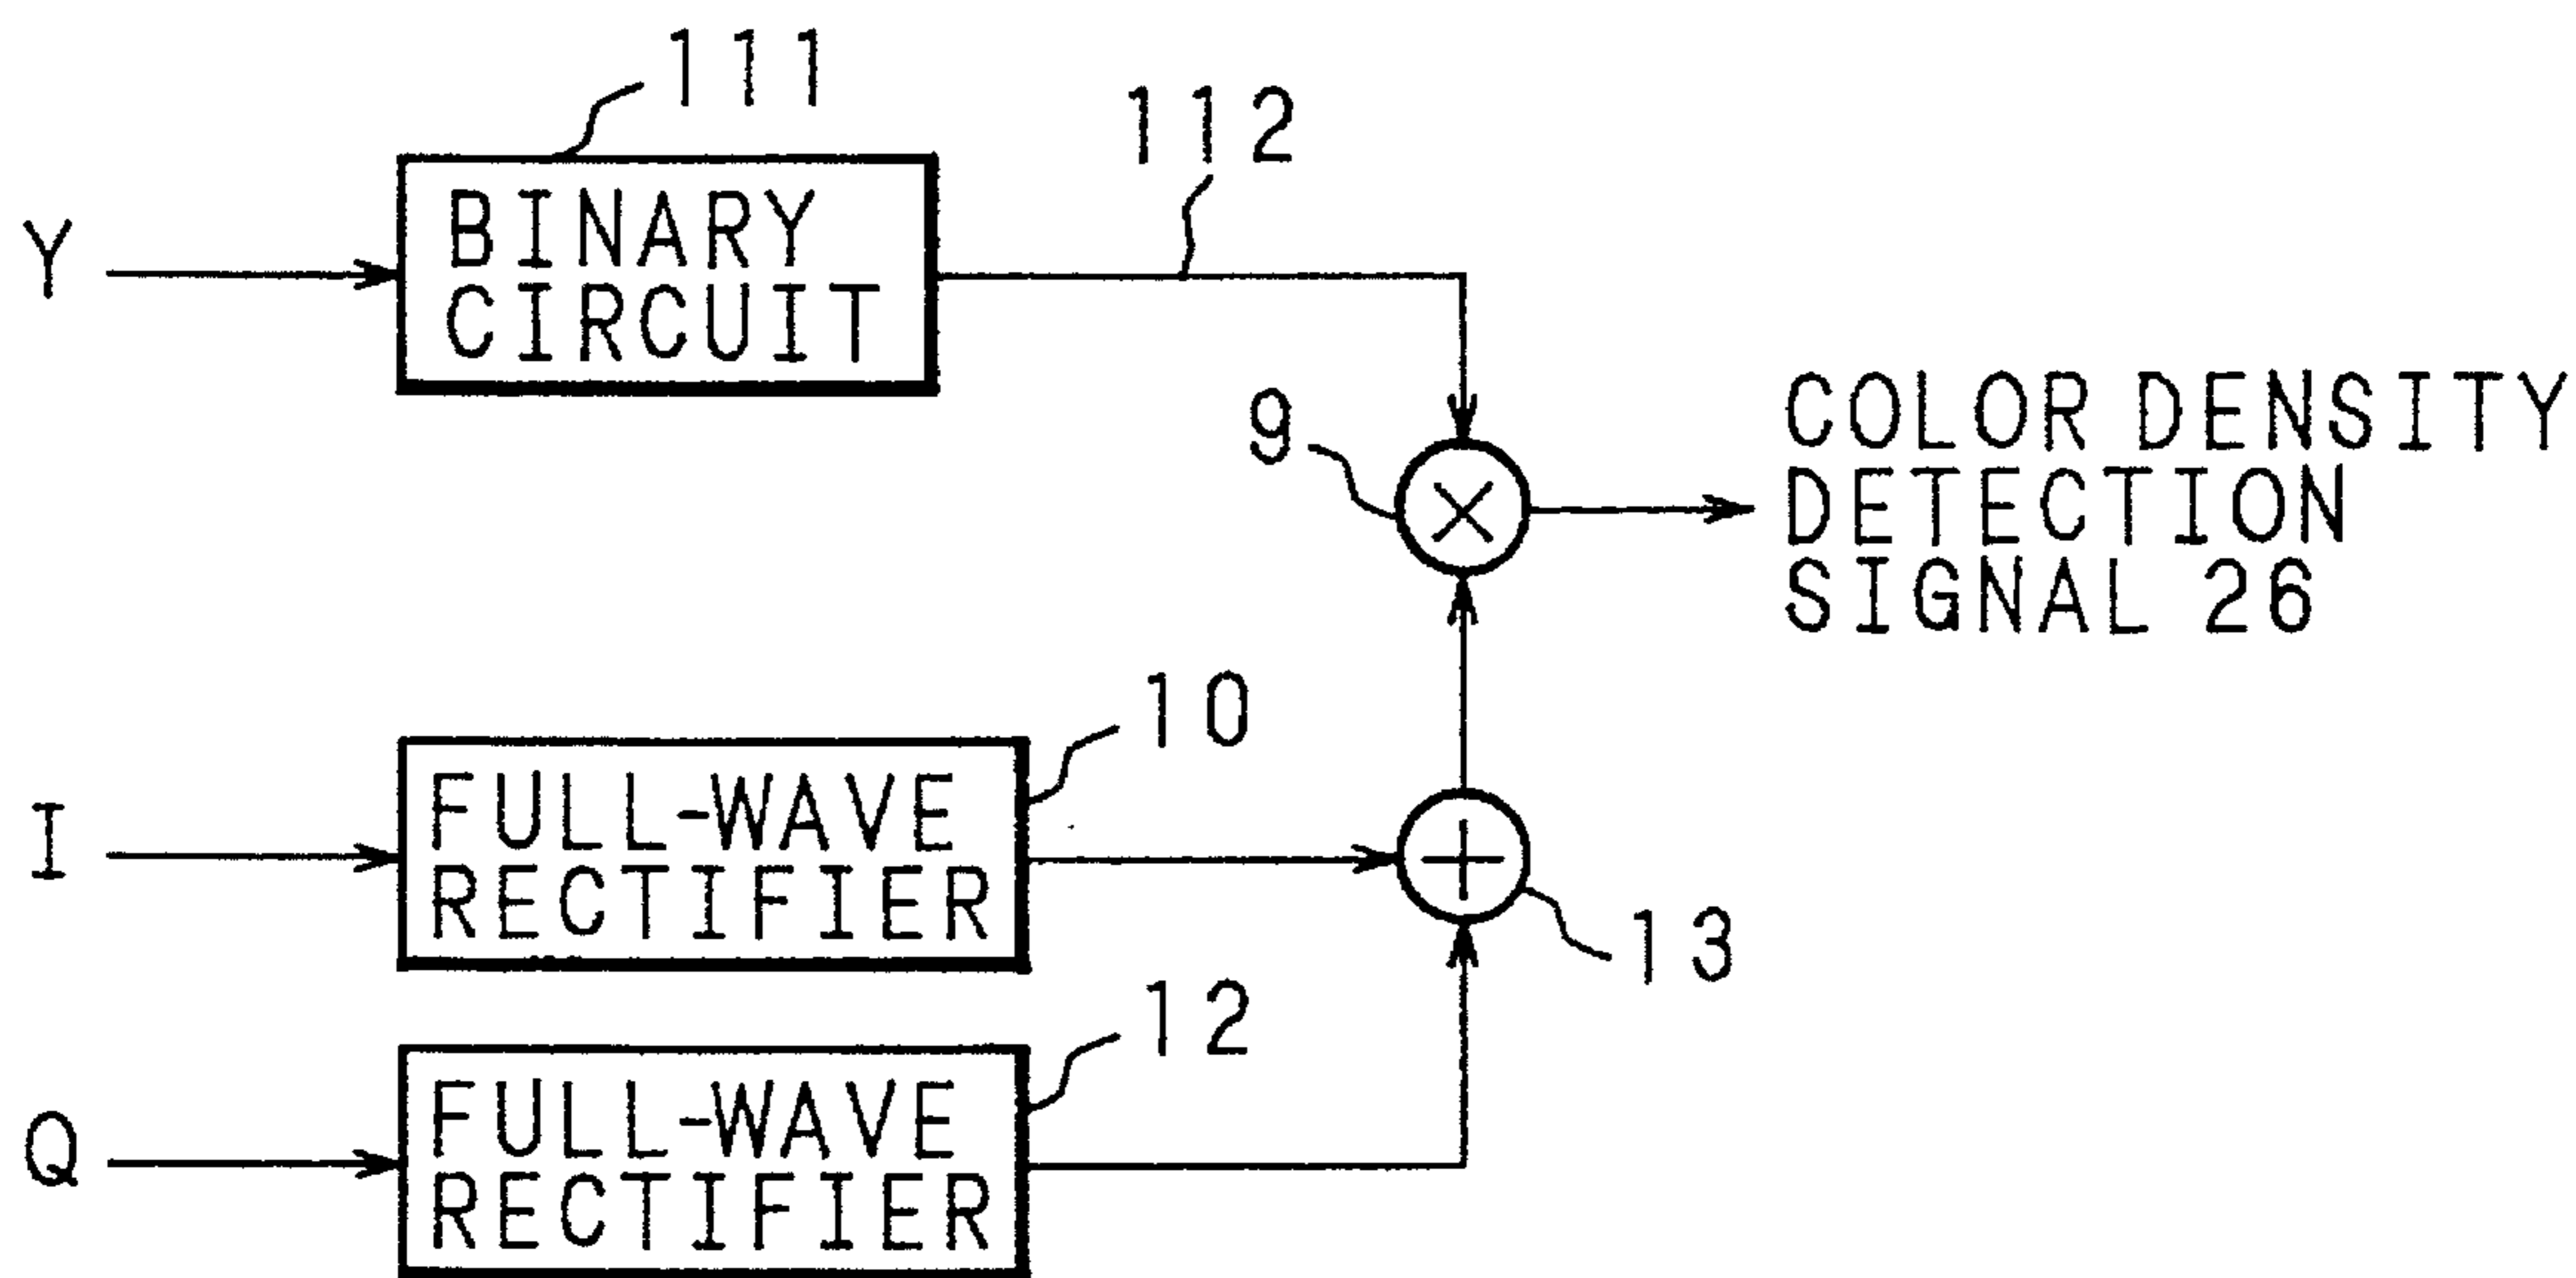 111
112
Y
BINARY
CIRCUIT
9
COLOR DENSITY
DETECTION
SIGNAL 26
10
I
FULL-WAVE
RECTIFIER
13
12
Q
FULL-WAVE
RECTIFIER